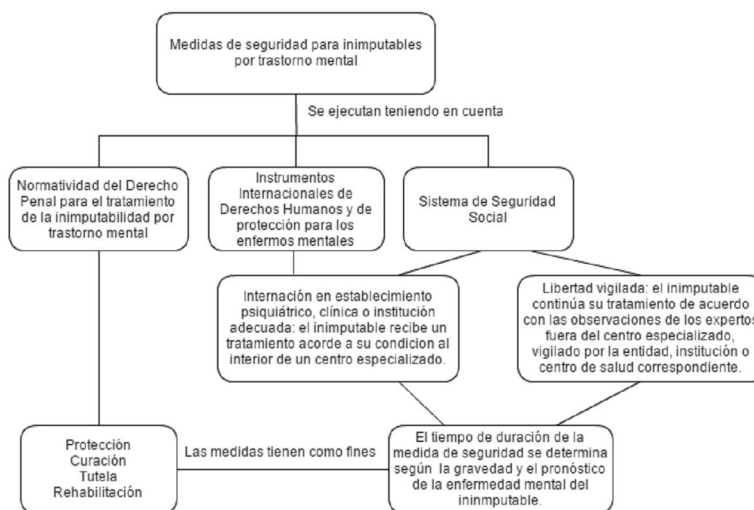 Medidas de seguridad para inimputables
por trastorno mental
Se ejecutan teniendo en cuenta
Normatividad del Derecho
Penal para el tratamiento
de la inimputabilidad por
trastorno mental
Instrumentos
Internacionales de
Derechos Humanos y de
protección para los
enfermos mentales
Sistema de Seguridad
Social
Internación en establecimiento
psiquiátrico, clínica o institución
adecuada: el inimputable recibe un
tratamiento acorde a su condicion al
interior de un centro especializado.
Libertad vigilada: el inimputable
continúa su tratamiento de acuerdo
con las observaciones de los expertos
fuera del centro especializado,
vigilado por la entidad, institución o
centro de salud correspondiente.
Protección
Curación
Tutela
Rehabilitación
Las medidas tienen como fines
El tiempo de duración de la
medida de seguridad se determina
según la gravedad y el pronóstico
de la enfermedad mental del
ininmputable.